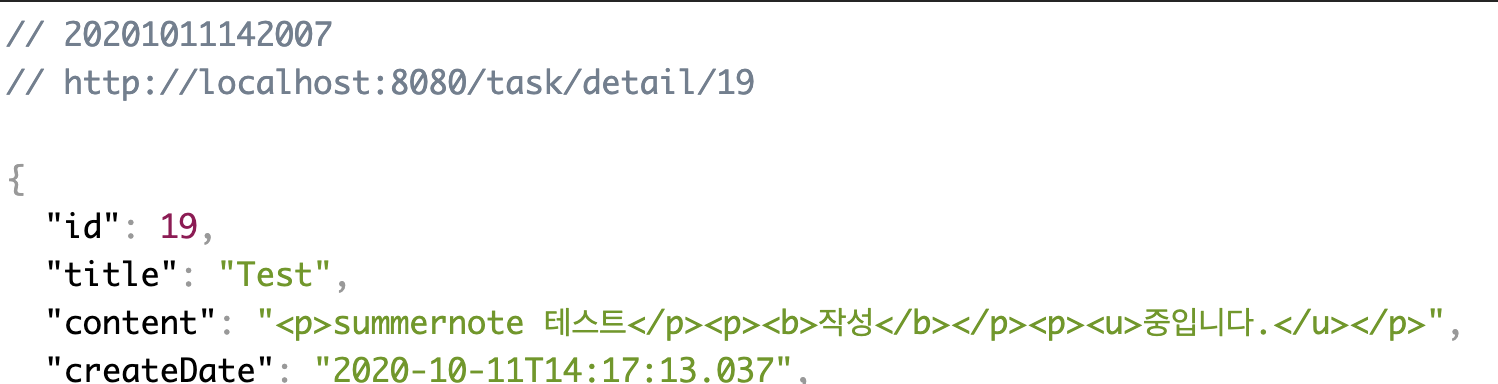 // 20201011142007
// http://localhost:8080/task/detail/19
{
"id": 19,
"title": "Test",
"content": "<p>summernote 테스트</p><p><b>작성</b></p><p><u>중입니다.</u></p>",
"createDate": "2020-10-11T14:17:13.037",